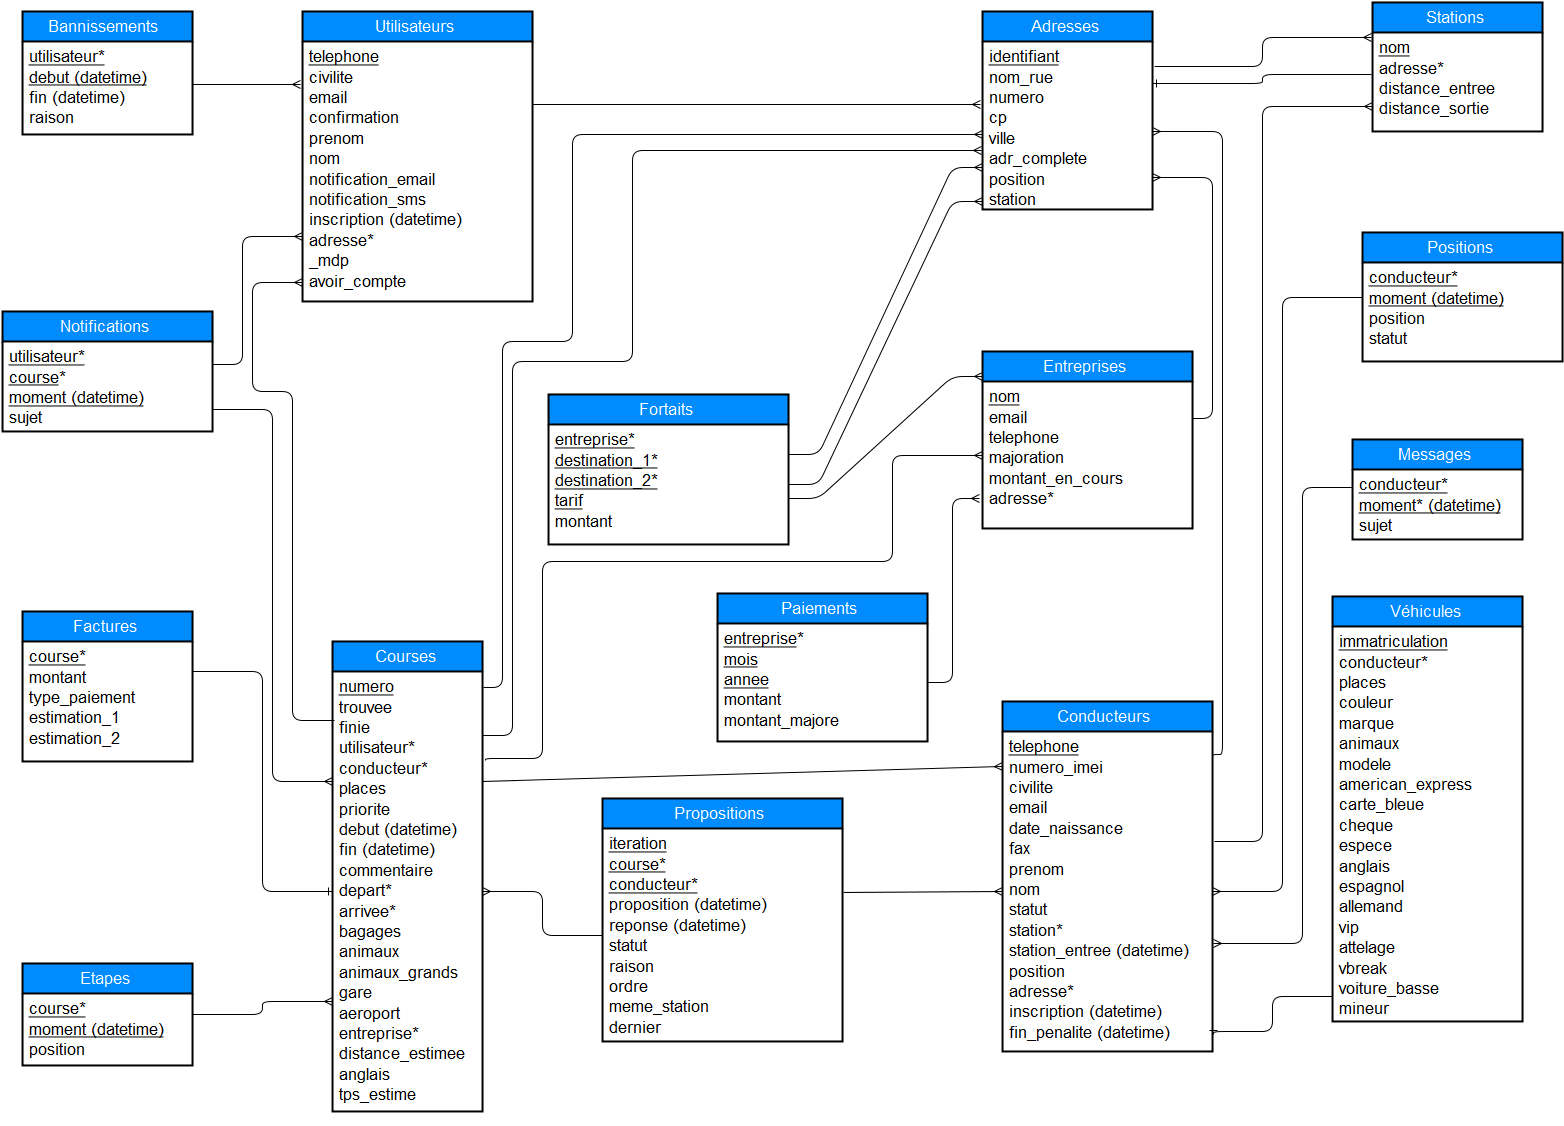 Bannissements
utilisateur*
debut (datetime)
fin (datetime)
raison
Utilisateurs
telephone
civilite
email
confirmation
prenom
nom
notification_email
notification_sms
inscription (datetime)
adresse*
_mdp
avoir_compte
Adresses
identifiant
nom_rue
numero
cp
ville
adr_complete
position
station
Stations
nom
adresse*
distance_entree
distance_sortie
Positions
conducteur*
moment (datetime)
position
statut
Notifications
utilisateur*
course*
moment (datetime)
sujet
Fortaits
entreprise*
destination_1*
destination_2*
tarif
montant
Entreprises
nom
email
telephone
majoration
montant_en_cours
adresse*
Messages
conducteur*
moment* (datetime)
sujet
Factures
course*
montant
type_paiement
estimation_1
estimation_2
Courses
numero
trouvee
finie
utilisateur*
conducteur*
places
priorite
debut (datetime)
fin (datetime)
commentaire
depart*
arrivee*
bagages
animaux
animaux_grands
gare
aeroport
entreprise*
distance_estimee
anglais
tps_estime
Paiements
entreprise*
mois
annee
montant
montant_majore
Conducteurs
telephone
numero_imei
civilite
email
date_naissance
fax
prenom
nom
statut
station*
station_entree (datetime)
position
adresse*
inscription (datetime)
fin_penalite (datetime)
Véhicules
immatriculation
conducteur*
places
couleur
marque
animaux
modele
american_express
carte_bleue
cheque
espece
anglais
espagnol
allemand
vip
attelage
vbreak
voiture_basse
mineur
Propositions
iteration
course*
conducteur*
proposition (datetime)
reponse (datetime)
statut
raison
ordre
meme_station
dernier
Etapes
course*
moment (datetime)
position